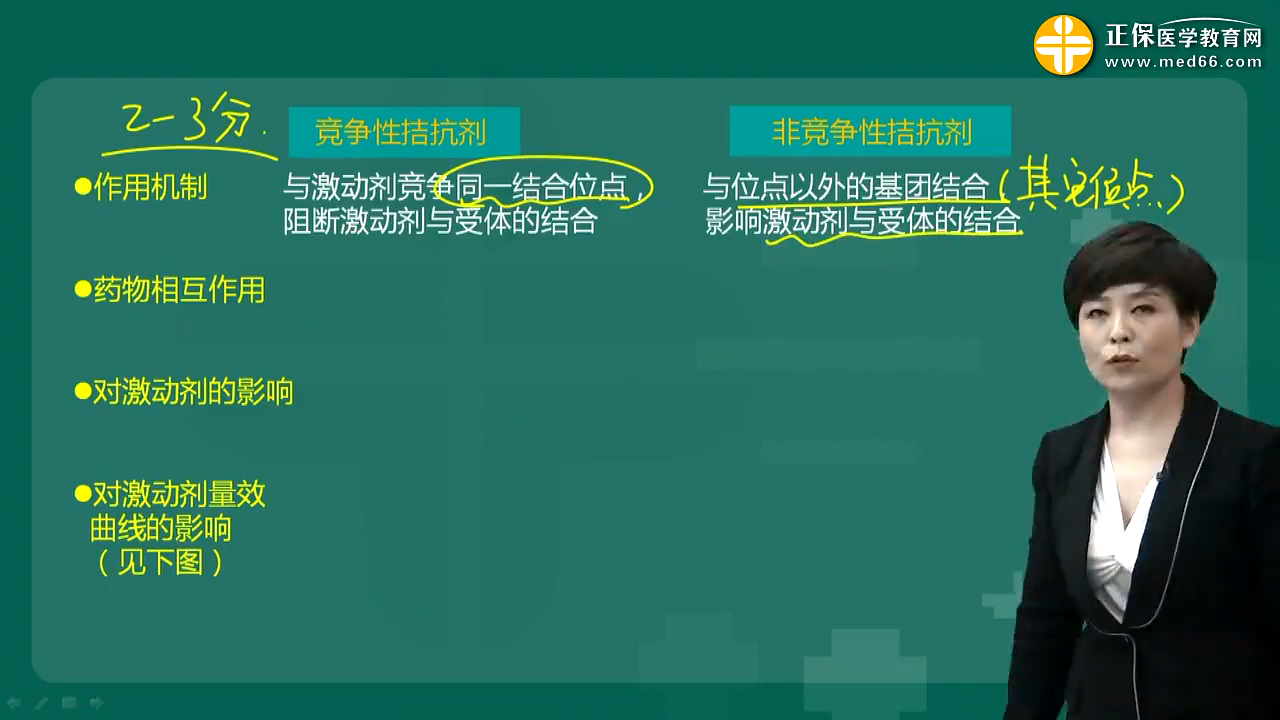 正保医学教育网
www.med66.com
2-3分.
竞争性拮抗剂
非竞争性拮抗剂
●作用机制
与激动剂竞争同一结合位点，
阻断激动剂与受体的结合
与位点以外的基团结合（其它位点）
影响激动剂与受体的结合
●药物相互作用
●对激动剂的影响
●对激动剂量效
曲线的影响
（见下图）